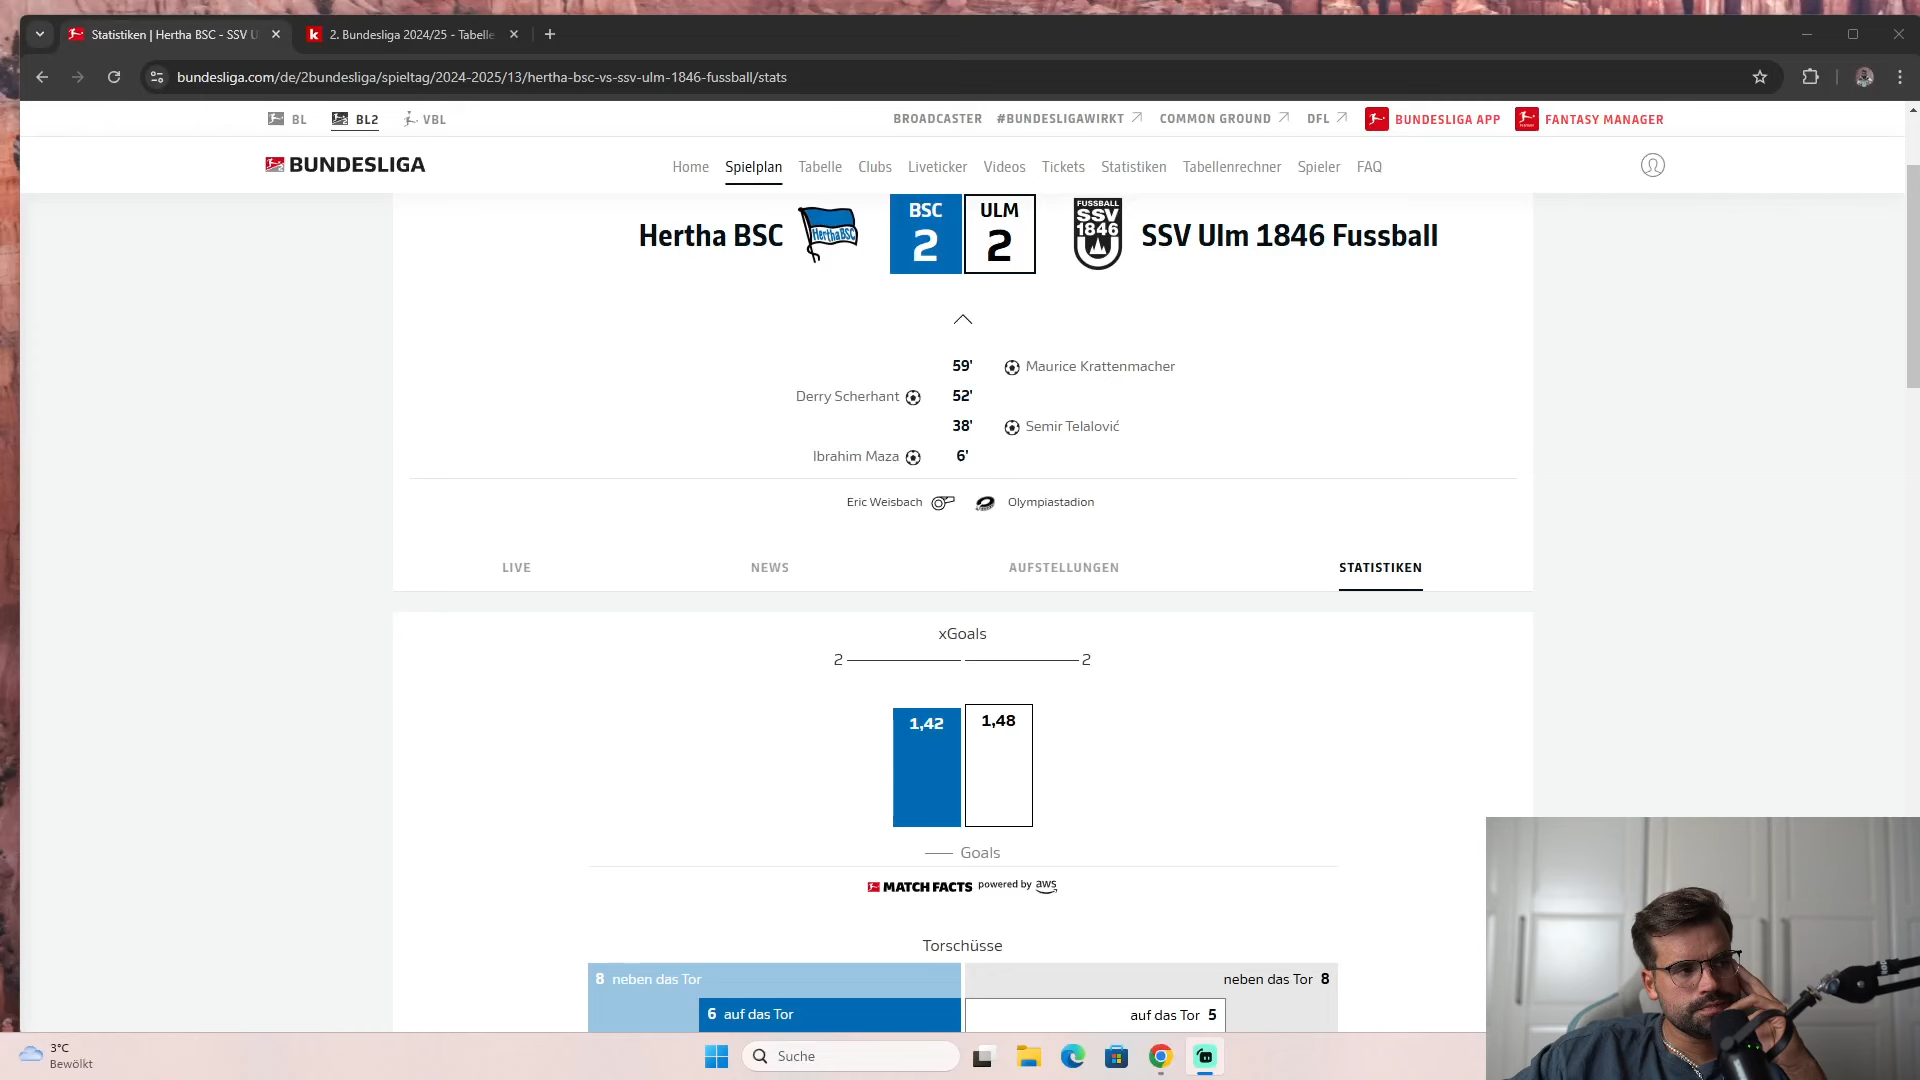 Statistiken | Hertha BSC - SSV U
2. Bundesliga 2024/25 - Tabelle
bundesliga.com/de/2bundesliga/spieltag/2024-2025/13/hertha-bsc-vs-ssv-ulm-1846-fussball/stats
BL BL2 VBL BROADCASTER #BUNDESLIGAWIRKT COMMON GROUND DFL BUNDESLIGA APP FANTASY MANAGER
BUNDESLIGA Home Spielplan Tabelle Clubs Liveticker Videos Tickets Statistiken Tabellenrechner Spieler FAQ
Hertha BSC
Hertha BSC
BSC
2
ULM
2
FUSSBALL
SSV
1846
SSV Ulm 1846 Fussball
59' Maurice Krattenmacher
Derry Scherhant 52'
38' Semir Telalović
Ibrahim Maza 6'
Eric Weisbach Olympiastadion
LIVE NEWS AUFSTELLUNGEN STATISTIKEN
xGoals
2 2
1,42 1,48
Goals
MATCH FACTS powered by aws
Torschüsse
8 neben das Tor neben das Tor 8
6 auf das Tor auf das Tor 5
3°C
Bewölkt
Suche